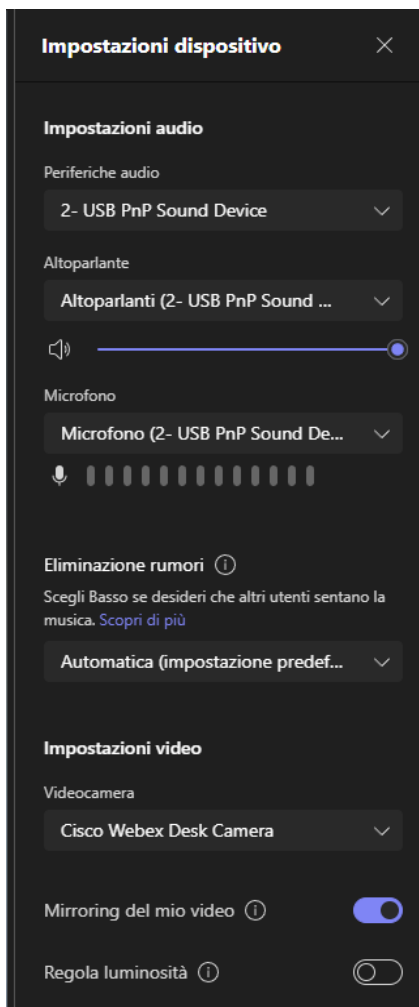 Impostazioni dispositivo
Impostazioni audio
Periferiche audio
2- USB PnP Sound Device
Altoparlante
Altoparlanti (2- USB PnP Sound ...
Microfono
Microfono (2- USB PnP Sound De...
Eliminazione rumori
Scegli Basso se desideri che altri utenti sentano la
musica. Scopri di più
Automatica (impostazione predef...
Impostazioni video
Videocamera
Cisco Webex Desk Camera
Mirroring del mio video
Regola luminosità